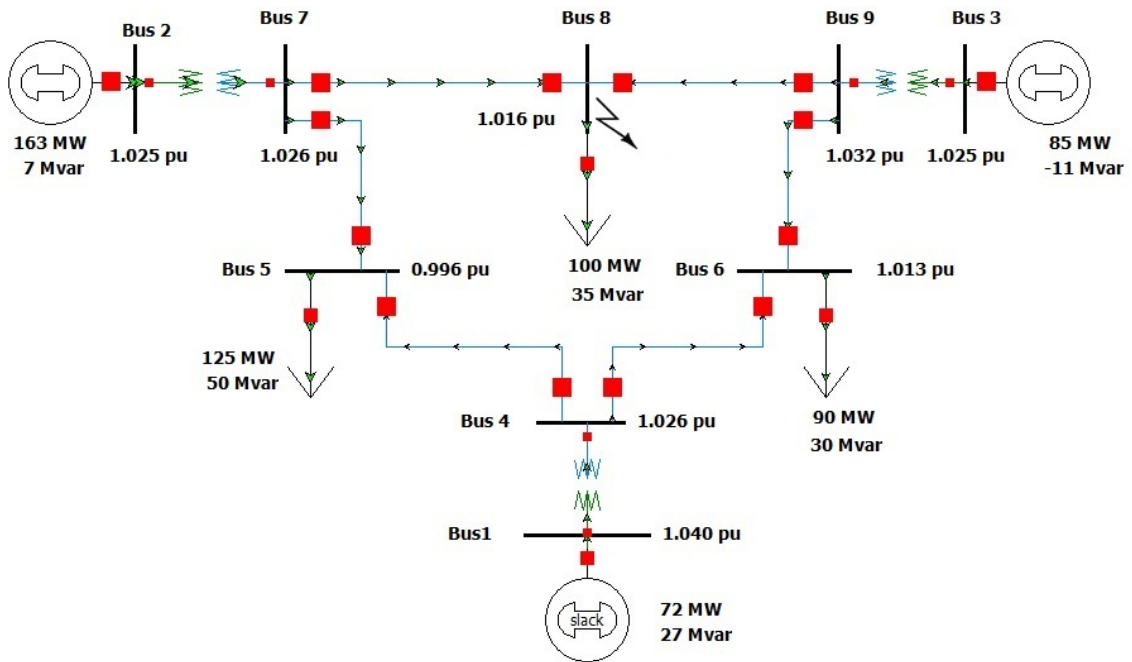 Bus 2
Bus 7
Bus 8
Bus 9
Bus 3
163 MW
7 Mvar
1.025 pu
1.026 pu
1.016 pu
1.032 pu
1.025 pu
85 MW
-11 Mvar
Bus 5
0.996 pu
100 MW
35 Mvar
Bus 6
1.013 pu
125 MW
50 Mvar
Bus 4
1.026 pu
90 MW
30 Mvar
Bus1
1.040 pu
slack
72 MW
27 Mvar